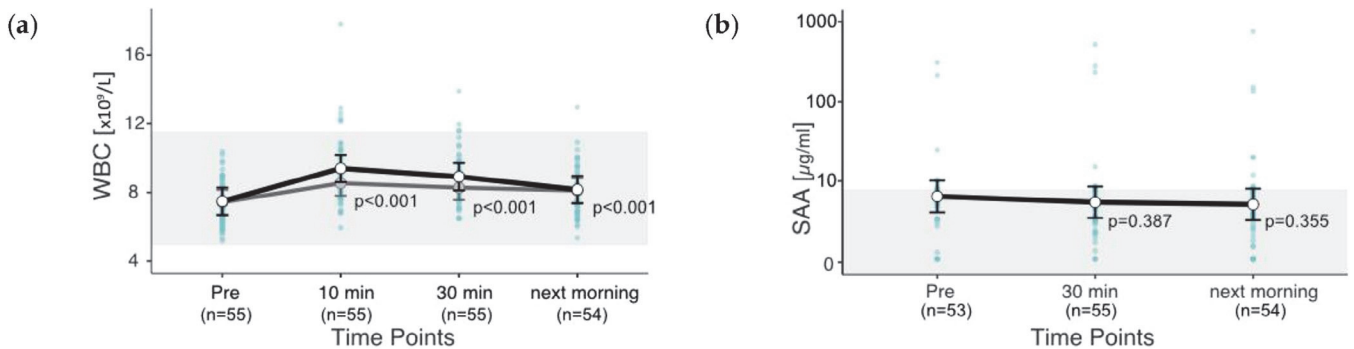 (a)
WBC [x10⁹/L]
16
12
8
4
p<0.001
p<0.001
p<0.001
Pre
(n=55)
10 min
(n=55)
30 min
(n=55)
next morning
(n=54)
Time Points
(b)
SAA [µg/ml]
1000
100
10
0
p=0.387
p=0.355
Pre
(n=53)
30 min
(n=55)
next morning
(n=54)
Time Points